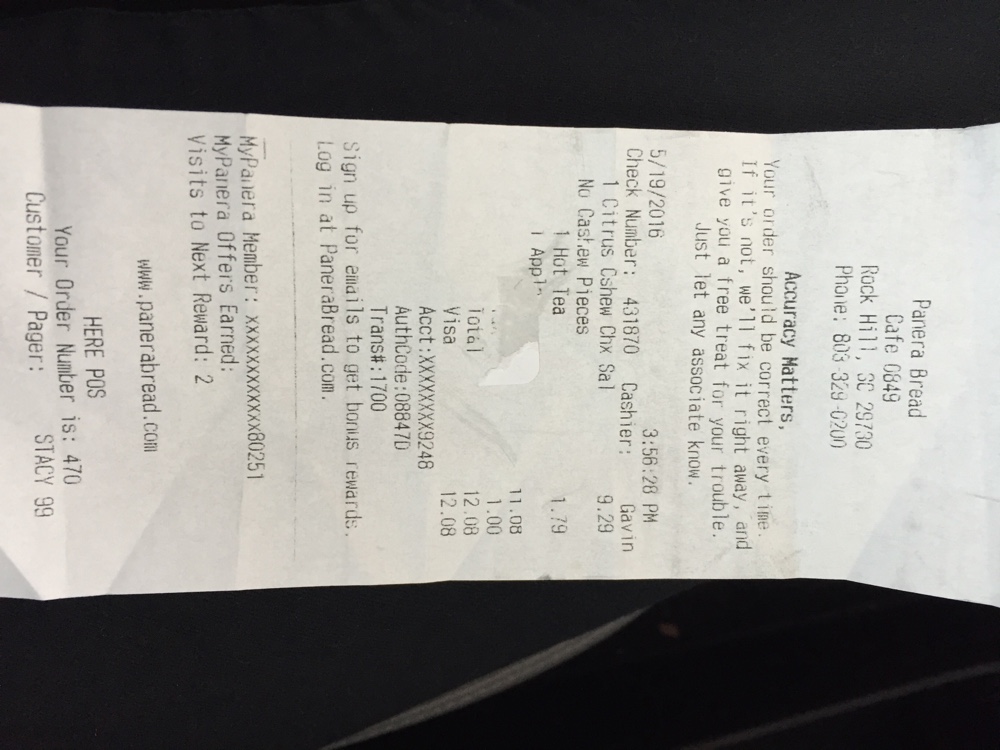 Panera Bread
Cafe 0849
Rock Hill, SC 29730
Phone: 803-329-0200
Accuracy Matters,
Your order should be correct every time.
If it's not, we'll fix it right away, and
give you a free treat for your trouble.
Just let any associate know.
5/19/2016 3:56:28 PM
Check Number: 431870 Cashier: Gavin
1 Citrus Cshew Chx Sal 9.29
No Cashew Pieces
1 Hot Tea 1.79
1
11.08
1.00
Total 12.08
Visa 12.08
Acct:XXXXXXXX9248
AuthCode:08847D
Trans#:1700
Sign up for emails to get bonus rewards.
Log in at PaneraBread.com.
MyPanera Member: xxxxxxxxxxxx80251
MyPanera Offers Earned:
Visits to Next Reward: 2
www.panerabread.com
HERE POS
Your Order Number is: 470
Customer / Pager: STACY 99